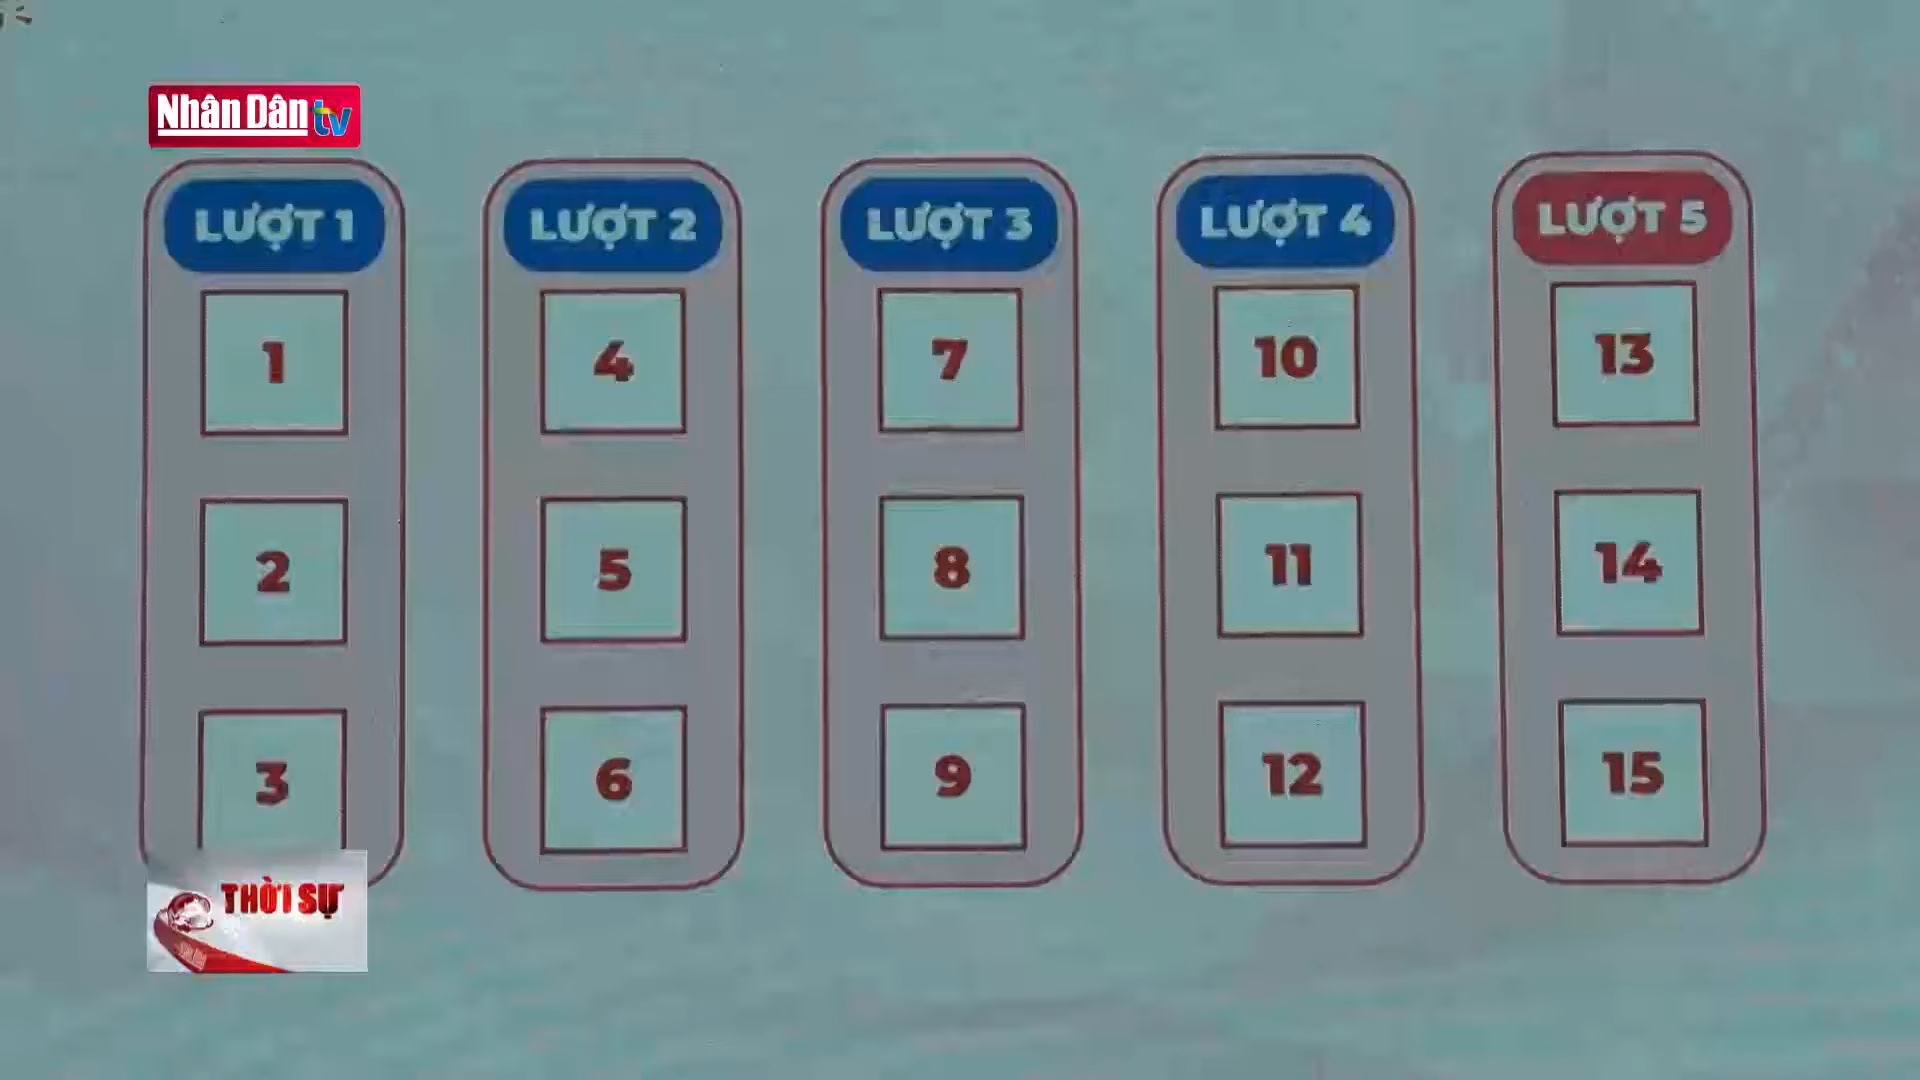 Nhân Dân tv
LƯỢT 1
LƯỢT 2
LƯỢT 3
LƯỢT 4
LƯỢT 5
1
4
7
10
13
2
5
8
11
14
3
6
9
12
15
THỜI SỰ